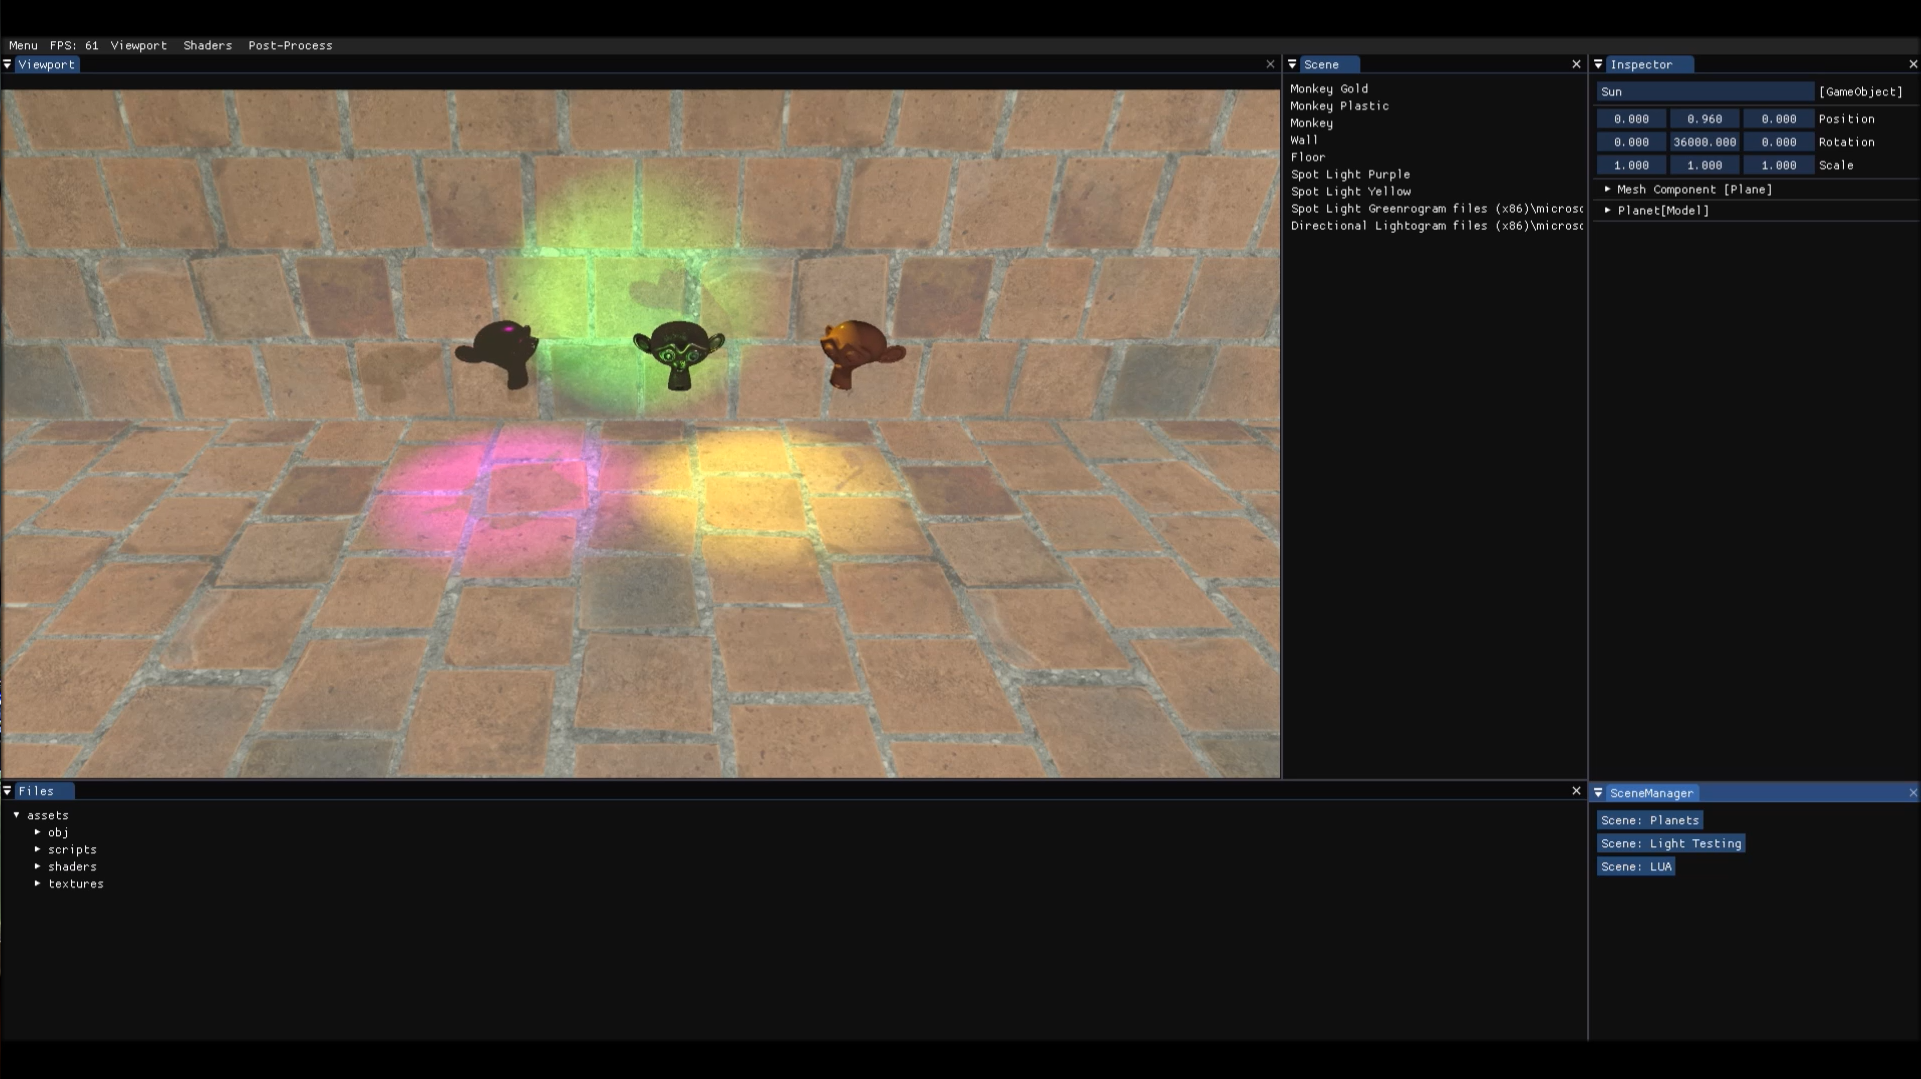 Menu FPS: 61 Viewport Shaders Post-Process
Viewport
Scene
Monkey Gold
Monkey Plastic
Monkey
Wall
Floor
Spot Light Purple
Spot Light Yellow
Spot Light Greenrogram files (x86)\microsc
Directional Lightogram files (x86)\microsc
Inspector
Sun [GameObject]
0.000 0.960 0.000 Position
0.000 36000.000 0.000 Rotation
1.000 1.000 1.000 Scale
Mesh Component [Plane]
Planet[Model]
Files
assets
obj
scripts
shaders
textures
SceneManager
Scene: Planets
Scene: Light Testing
Scene: LUA